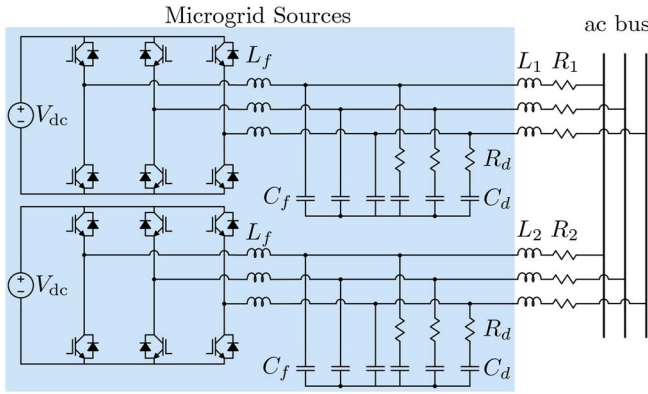 Microgrid Sources
ac bus
L_f
L_1 R_1
V_dc
+
−
R_d
C_f
C_d
L_f
L_2 R_2
V_dc
+
−
R_d
C_f
C_d